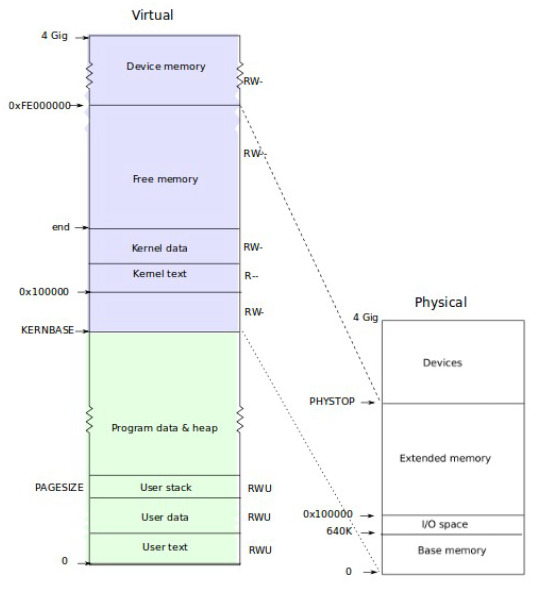 Virtual
4 Gig
Device memory
RW-
0xFE000000
RW--
Free memory
end
Kernel data
RW-
Kernel text
R--
0x100000
RW-
KERNBASE
Program data & heap
PAGESIZE
User stack
RWU
User data
RWU
User text
RWU
0
Physical
4 Gig
Devices
PHYSTOP
Extended memory
0x100000
I/O space
640K
Base memory
0